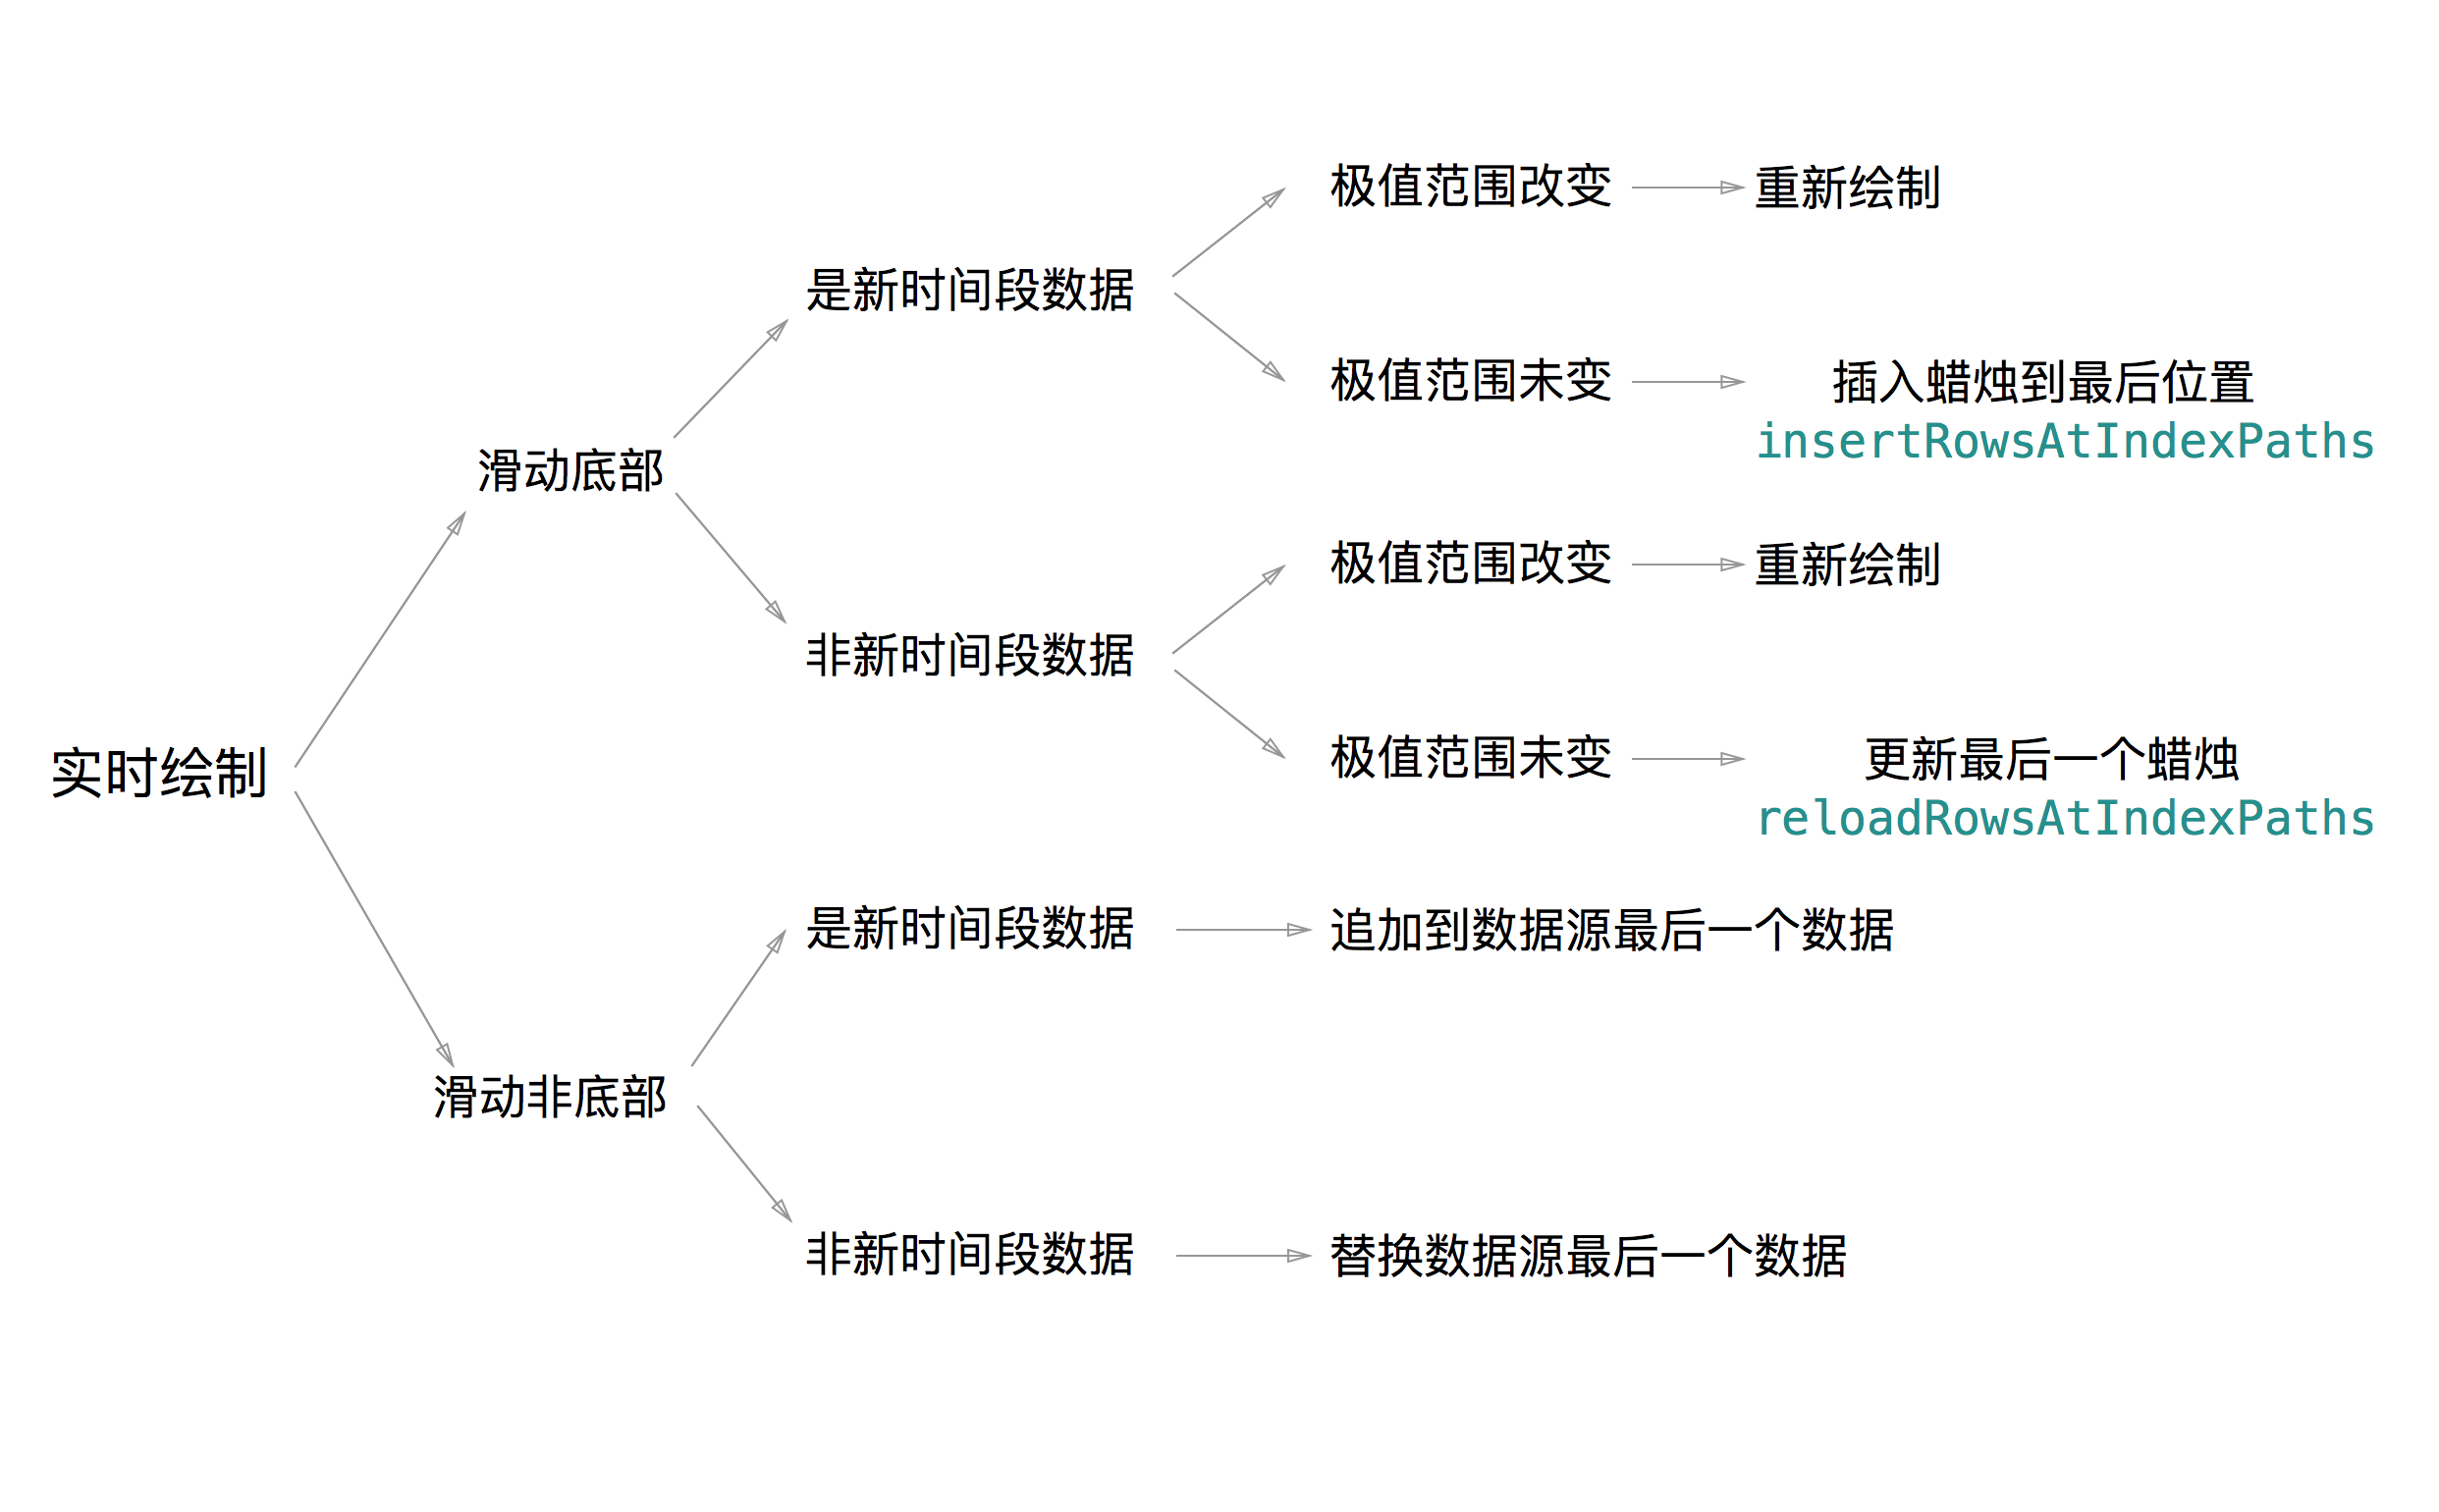 极值范围改变
重新绘制
是新时间段数据
极值范围未变
插入蜡烛到最后位置
insertRowsAtIndexPaths
滑动底部
极值范围改变
重新绘制
非新时间段数据
极值范围未变
更新最后一个蜡烛
reloadRowsAtIndexPaths
实时绘制
是新时间段数据
追加到数据源最后一个数据
滑动非底部
非新时间段数据
替换数据源最后一个数据